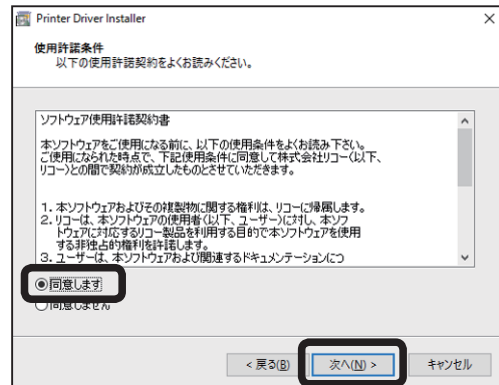 Printer Driver Installer
使用許諾条件
以下の使用許諾契約をよくお読みください。
ソフトウェア使用許諾契約書
本ソフトウェアをご使用になる前に、以下の使用条件をよくお読み下さい。
ご使用になられた時点で、下記使用条件に同意して株式会社リコー(以下、
リコー)との間で契約が成立したものとさせていただきます。
1. 本ソフトウェアおよびその複製物に関する権利は、リコーに帰属します。
2. リコーは、本ソフトウェアの使用者(以下、ユーザー)に対し、本ソフ
トウェアに対応するリコー製品を利用する目的で本ソフトウェアを使用
する非独占的権利を許諾します。
3. ユーザーは、本ソフトウェアおよび関連するドキュメンテーションにつ
同意します
同意しません
< 戻る(B)
次へ(N) >
キャンセル